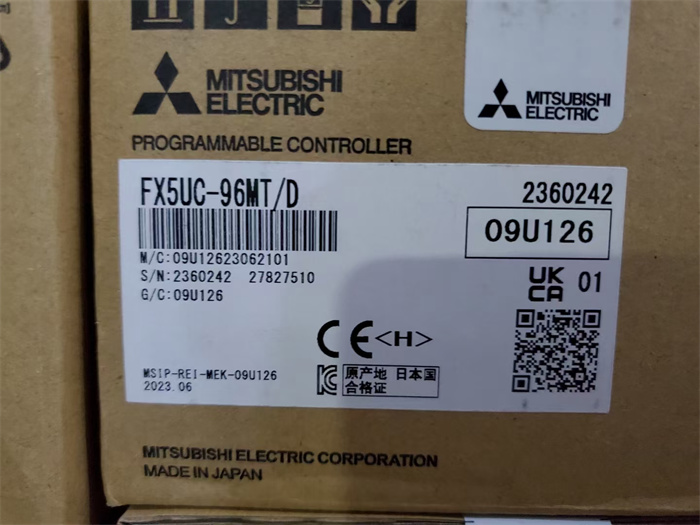 MITSUBISHI
ELECTRIC
MITSUBISHI
ELECTRIC
PROGRAMMABLE CONTROLLER
FX5UC-96MT/D
2360242
09U126
M/C:09U12623062101
S/N:2360242 27827510
G/C:09U126
UK
CA
01
CE
<H>
MSIP-REI-MEK-09U126
2023.06
原产地 日本国
合格证
MITSUBISHI ELECTRIC CORPORATION
MADE IN JAPAN